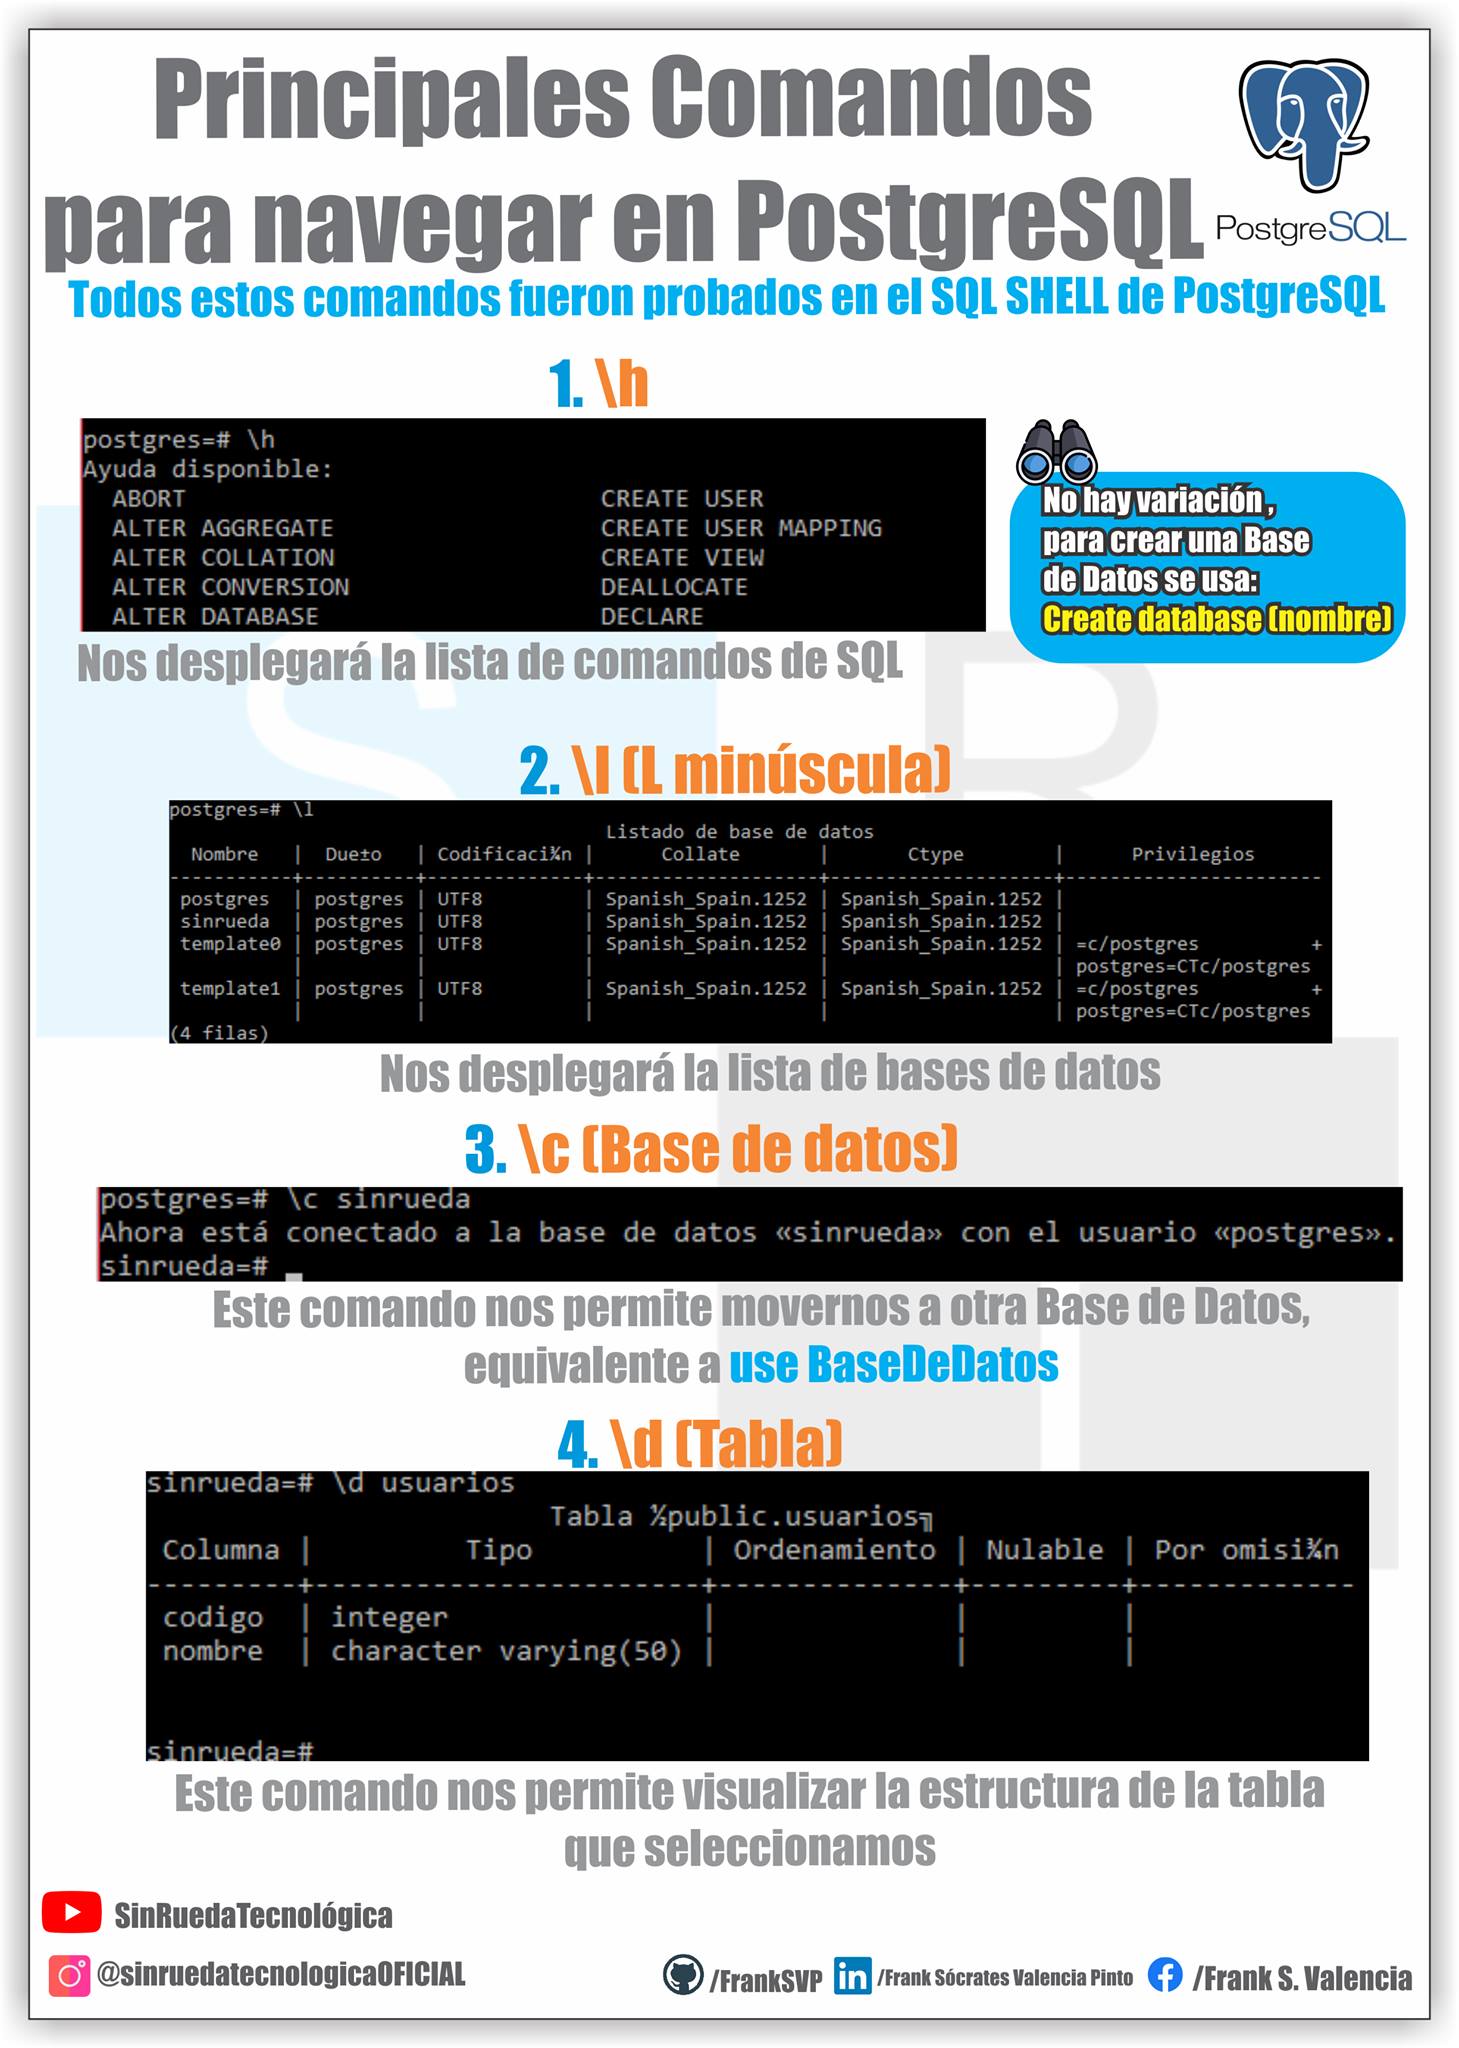 Principales Comandos
para navegar en PostgreSQL
PostgreSQL
Todos estos comandos fueron probados en el SQL SHELL de PostgreSQL
1. \h
postgres=# \h
Ayuda disponible:
ABORT CREATE USER
ALTER AGGREGATE CREATE USER MAPPING
ALTER COLLATION CREATE VIEW
ALTER CONVERSION DEALLOCATE
ALTER DATABASE DECLARE
No hay variación ,
para crear una Base
de Datos se usa:
Create database (nombre)
Nos desplegará la lista de comandos de SQL
2. \l (L minúscula)
postgres=# \l
Listado de base de datos
Nombre | Due±o | Codificaci¾n | Collate | Ctype | Privilegios
-----------+----------+--------------+---------------------+---------------------+-----------------------
postgres | postgres | UTF8 | Spanish_Spain.1252 | Spanish_Spain.1252 |
sinrueda | postgres | UTF8 | Spanish_Spain.1252 | Spanish_Spain.1252 |
template0 | postgres | UTF8 | Spanish_Spain.1252 | Spanish_Spain.1252 | =c/postgres +
| | | | | postgres=CTc/postgres
template1 | postgres | UTF8 | Spanish_Spain.1252 | Spanish_Spain.1252 | =c/postgres +
| | | | | postgres=CTc/postgres
(4 filas)
Nos desplegará la lista de bases de datos
3. \c (Base de datos)
postgres=# \c sinrueda
Ahora está conectado a la base de datos «sinrueda» con el usuario «postgres».
sinrueda=# _
Este comando nos permite movernos a otra Base de Datos,
equivalente a use BaseDeDatos
4. \d (Tabla)
sinrueda=# \d usuarios
Tabla ½public.usuarios╗
Columna | Tipo | Ordenamiento | Nulable | Por omisi¾n
---------+-----------------------+--------------+---------+-------------
codigo | integer | | |
nombre | character varying(50) | | |
sinrueda=#
Este comando nos permite visualizar la estructura de la tabla
que seleccionamos
SinRuedaTecnológica
@sinruedatecnologicaOFICIAL
/FrankSVP
in /Frank Sócrates Valencia Pinto
/Frank S. Valencia